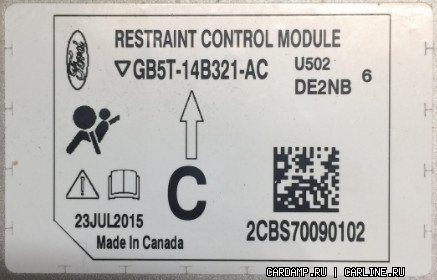 Ford
RESTRAINT CONTROL MODULE
GB5T-14B321-AC
U502
DE2NB 6
C
23JUL2015
Made In Canada
2CBS70090102
CARDAMP.RU | CARLINE.RU